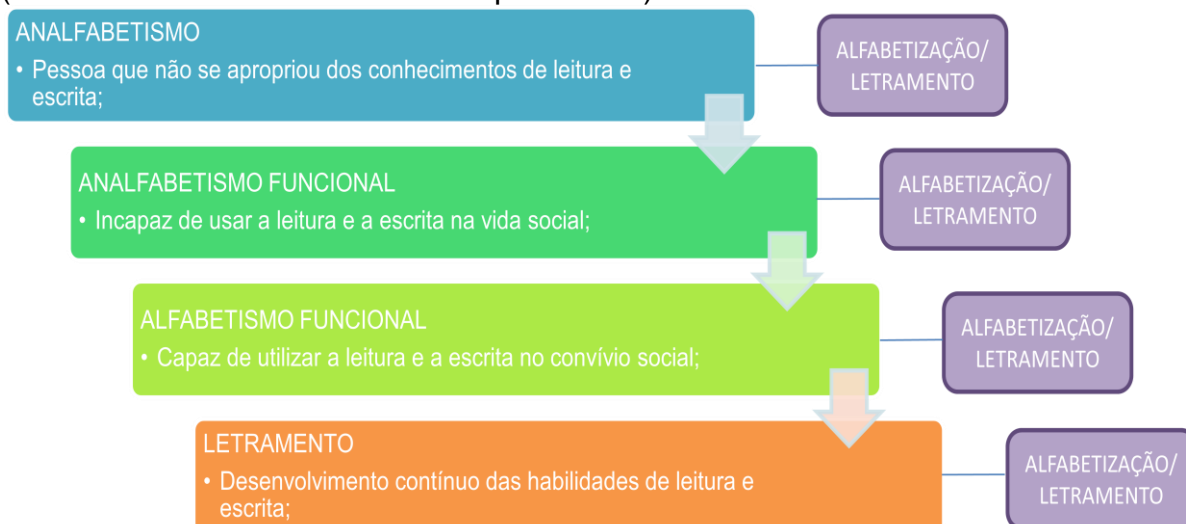 ANALFABETISMO
• Pessoa que não se apropriou dos conhecimentos de leitura e
escrita;
ALFABETIZAÇÃO/
LETRAMENTO
ANALFABETISMO FUNCIONAL
• Incapaz de usar a leitura e a escrita na vida social;
ALFABETIZAÇÃO/
LETRAMENTO
ALFABETISMO FUNCIONAL
• Capaz de utilizar a leitura e a escrita no convívio social;
ALFABETIZAÇÃO/
LETRAMENTO
LETRAMENTO
• Desenvolvimento contínuo das habilidades de leitura e
escrita;
ALFABETIZAÇÃO/
LETRAMENTO